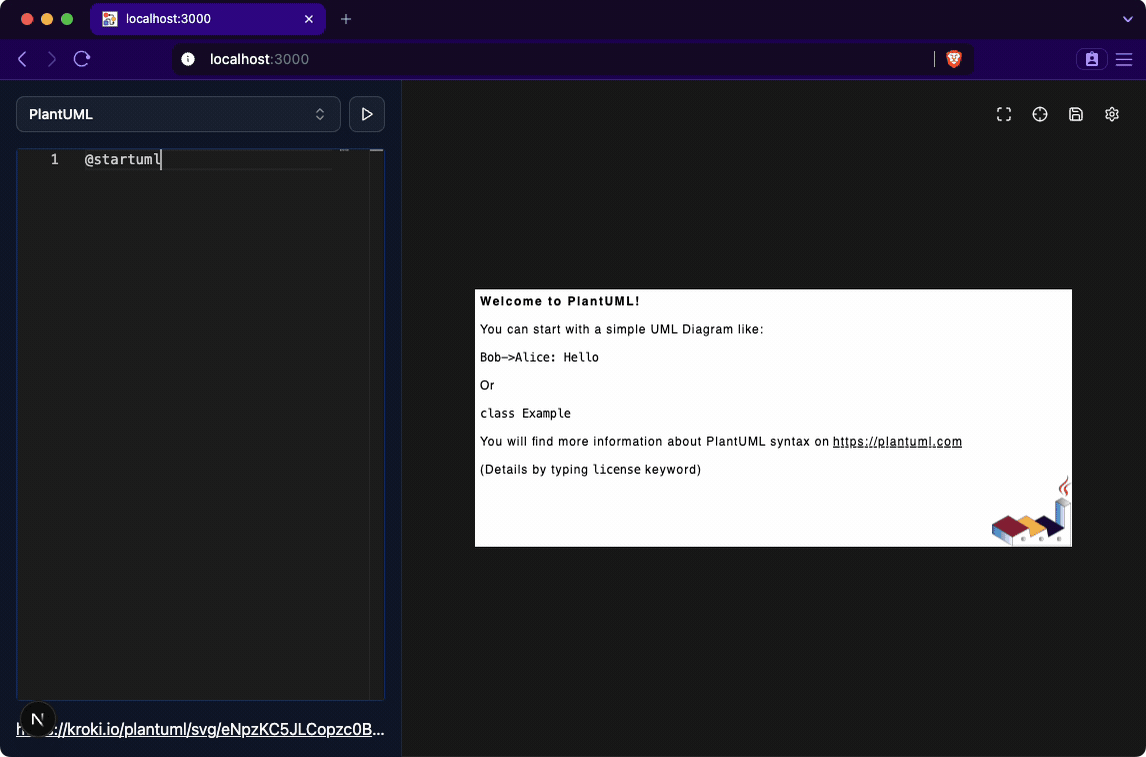 localhost:3000
localhost:3000
PlantUML
1 @startuml
Welcome to PlantUML!
You can start with a simple UML Diagram like:
Bob->Alice: Hello
Or
class Example
You will find more information about PlantUML syntax on https://plantuml.com
(Details by typing license keyword)
N
://kroki.io/plantuml/svg/eNpzKC5JLCopzc0B...